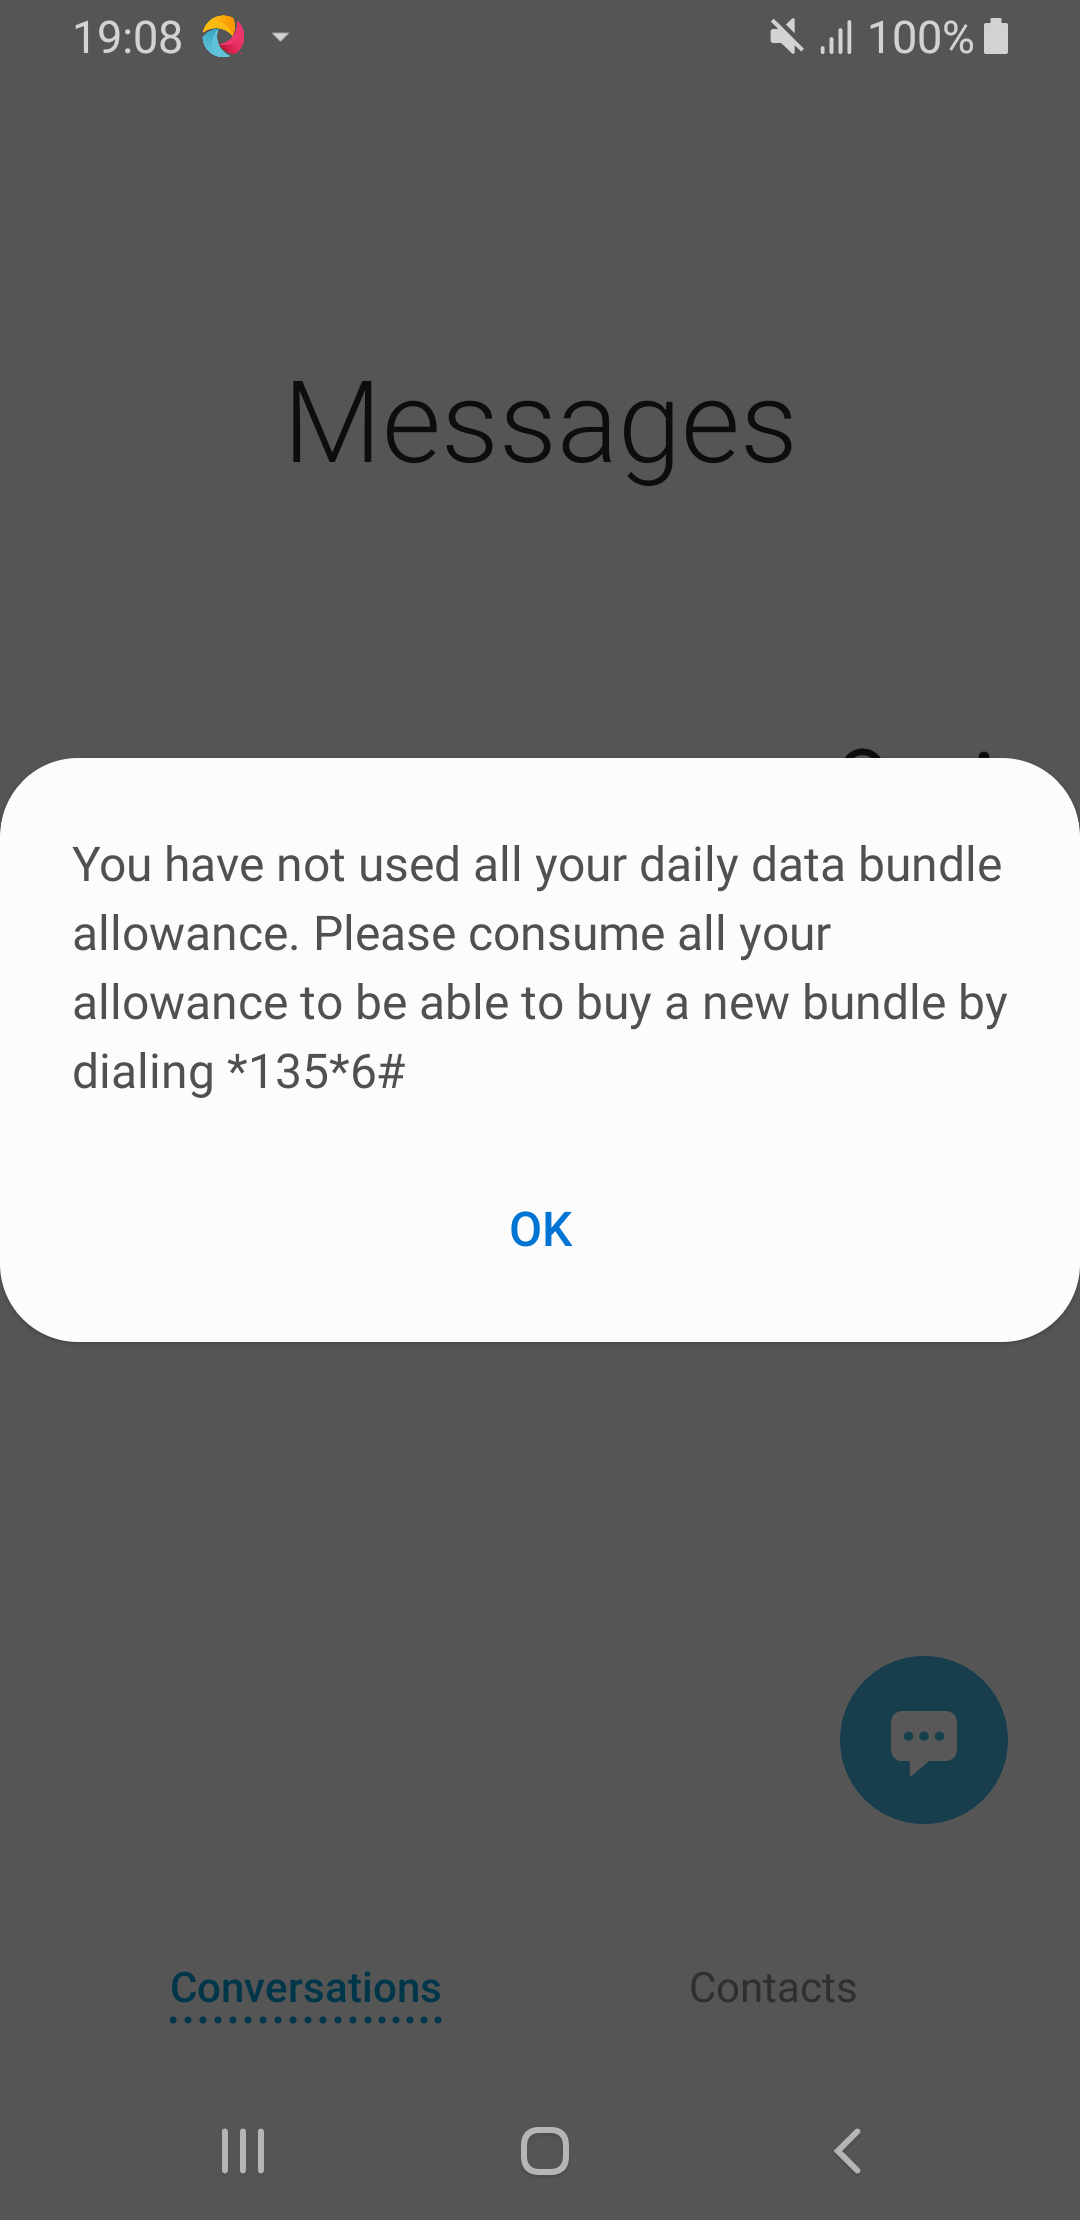 19:08
100%
Messages
You have not used all your daily data bundle
allowance. Please consume all your
allowance to be able to buy a new bundle by
dialing *135*6#
OK
Conversations
Contacts